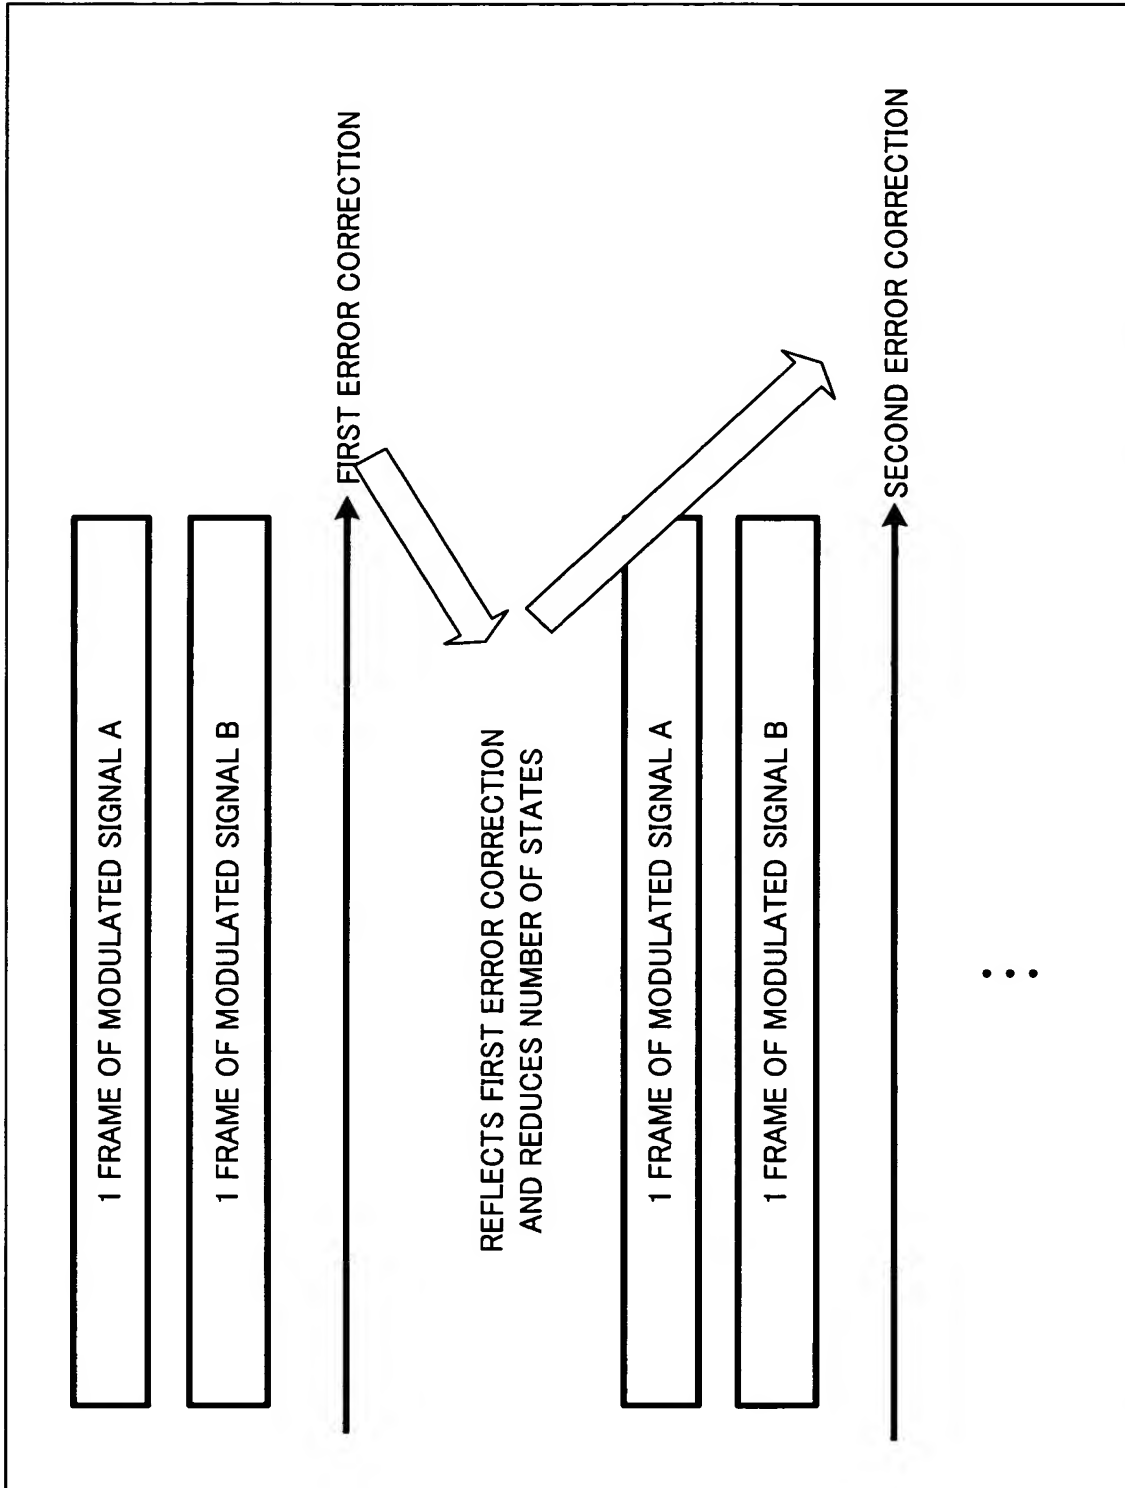 1 FRAME OF MODULATED SIGNAL A
1 FRAME OF MODULATED SIGNAL B
FIRST ERROR CORRECTION
REFLECTS FIRST ERROR CORRECTION
AND REDUCES NUMBER OF STATES
1 FRAME OF MODULATED SIGNAL A
1 FRAME OF MODULATED SIGNAL B
SECOND ERROR CORRECTION
...